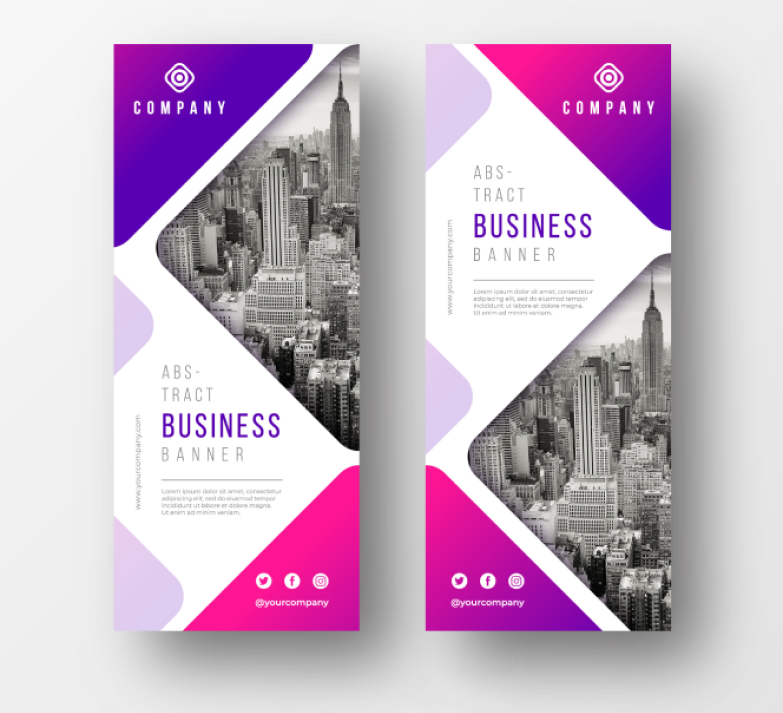 COMPANY
ABS-
TRACT
BUSINESS
BANNER
www.yourcompany.com
Lorem ipsum dolor sit amet, consectetur
adipiscing elit, sed do eiusmod tempor
incididunt ut labore et dolore magna.
Ut enim ad minim veniam.
@yourcompany
COMPANY
ABS-
TRACT
BUSINESS
BANNER
www.yourcompany.com
Lorem ipsum dolor sit amet, consectetur
adipiscing elit, sed do eiusmod tempor
incididunt ut labore et dolore magna.
Ut enim ad minim veniam.
@yourcompany